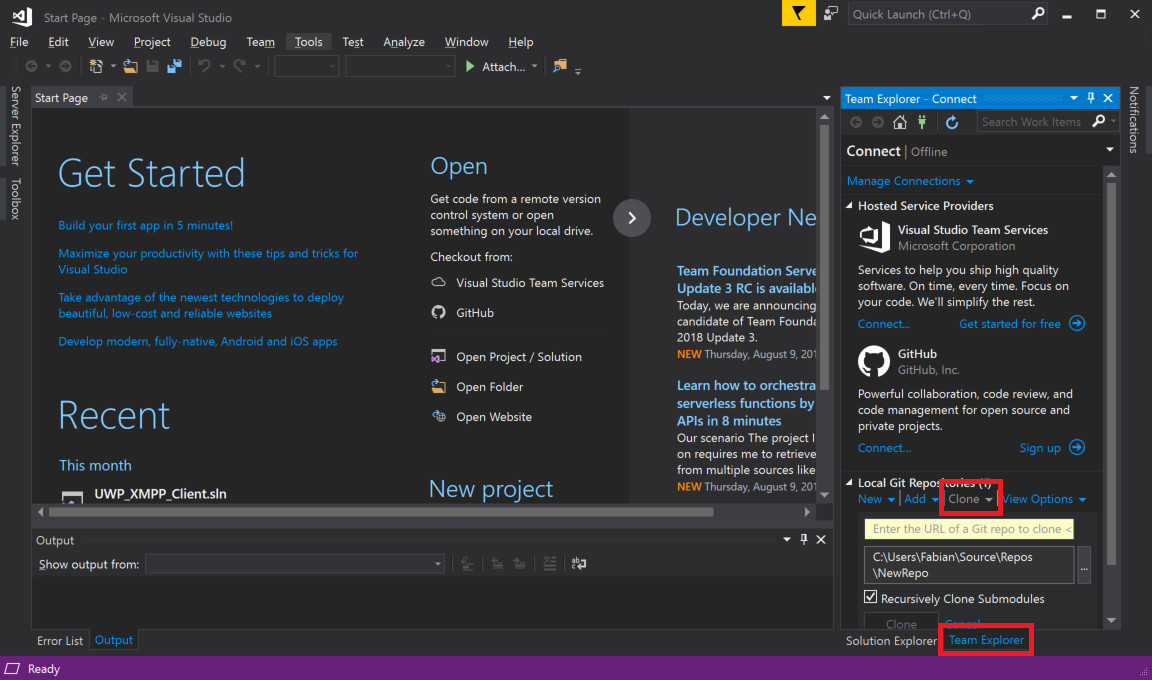 Start Page - Microsoft Visual Studio
Quick Launch (Ctrl+Q)
File Edit View Project Debug Team Tools Test Analyze Window Help
Attach...
Server Explorer
Toolbox
Start Page
Get Started
Build your first app in 5 minutes!
Maximize your productivity with these tips and tricks for
Visual Studio
Take advantage of the newest technologies to deploy
beautiful, low-cost and reliable websites
Develop modern, fully-native, Android and iOS apps
Recent
This month
UWP_XMPP_Client.sln
Open
Get code from a remote version
control system or open
something on your local drive.
Checkout from:
Visual Studio Team Services
GitHub
Open Project / Solution
Open Folder
Open Website
New project
Developer Ne
Team Foundation Serve
Update 3 RC is available
Today, we are announcing
candidate of Team Founda
2018 Update 3.
NEW Thursday, August 9, 201
Learn how to orchestra
serverless functions by
APIs in 8 minutes
Our scenario The project I
on requires me to retrieve
from multiple sources like
NEW Thursday, August 9, 201
Output
Show output from:
Error List Output
Team Explorer - Connect
Search Work Items
Connect | Offline
Manage Connections
Hosted Service Providers
Visual Studio Team Services
Microsoft Corporation
Services to help you ship high quality
software. On time, every time. Focus on
your code. We'll simplify the rest.
Connect... Get started for free
GitHub
GitHub, Inc.
Powerful collaboration, code review, and
code management for open source and
private projects.
Connect... Sign up
Local Git Repositories (1)
New | Add | Clone | View Options
Enter the URL of a Git repo to clone <
C:\Users\Fabian\Source\Repos
\NewRepo
...
Recursively Clone Submodules
Clone Cancel
Solution Explorer Team Explorer
Notifications
Ready